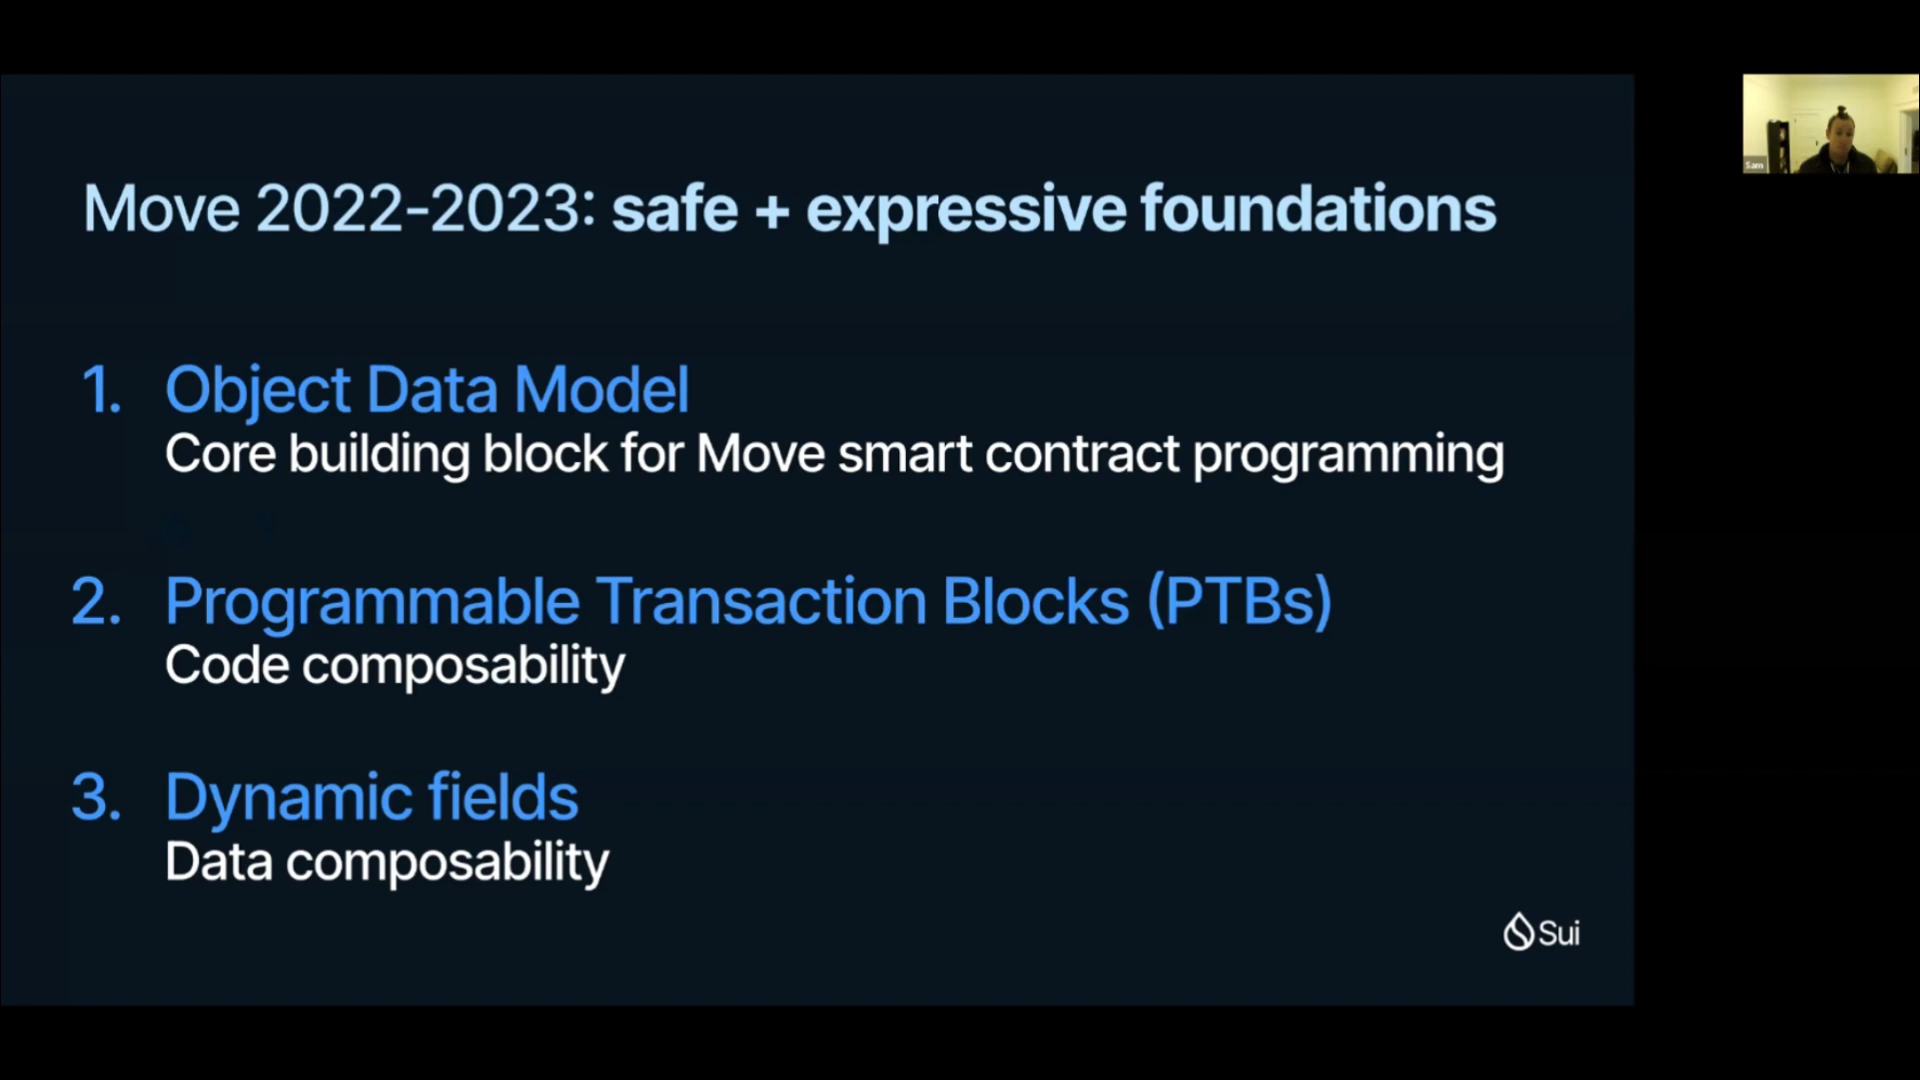 Move 2022-2023: safe + expressive foundations
1. Object Data Model
Core building block for Move smart contract programming
2. Programmable Transaction Blocks (PTBs)
Code composability
3. Dynamic fields
Data composability
Sui
Sam